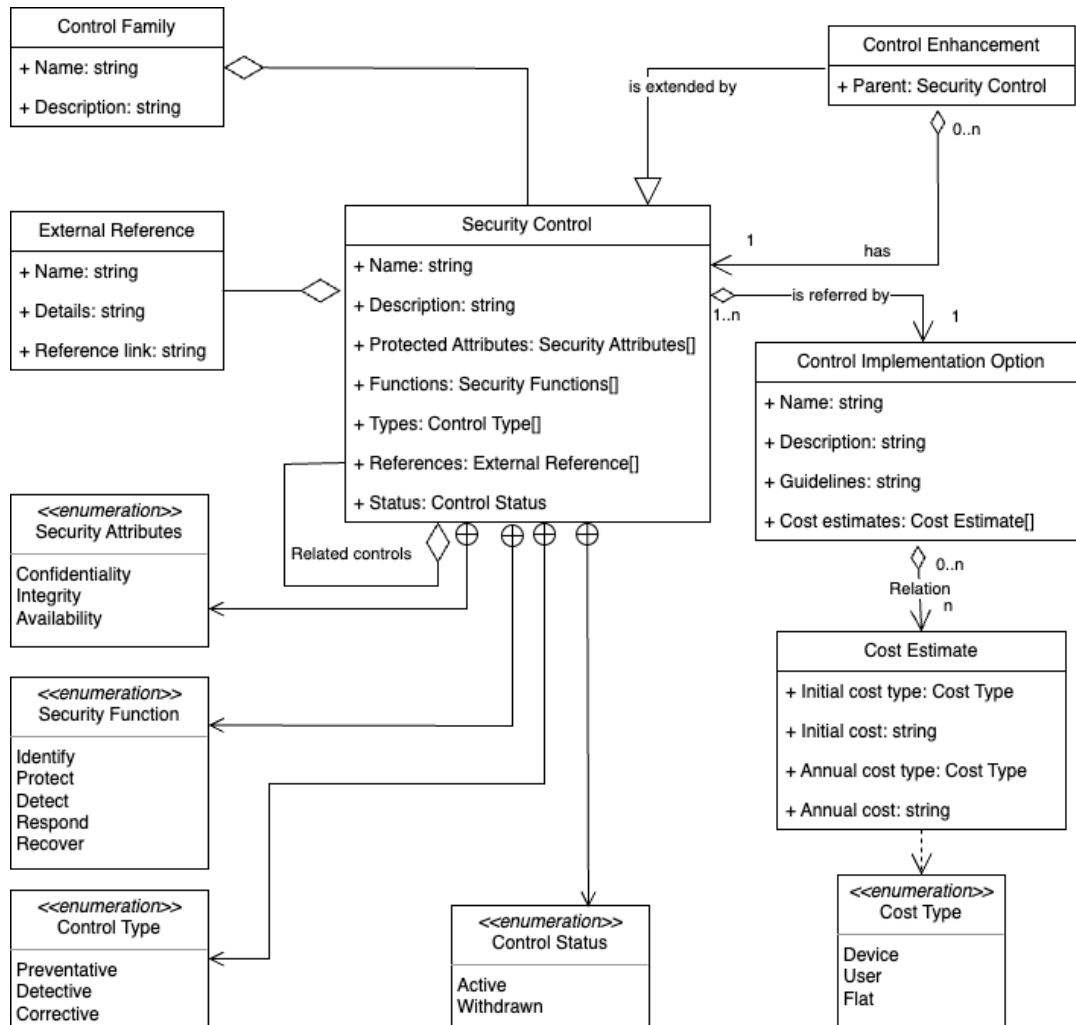 Control Family
+ Name: string
+ Description: string
Control Enhancement
+ Parent: Security Control
is extended by
0..n
External Reference
+ Name: string
+ Details: string
+ Reference link: string
Security Control
+ Name: string
+ Description: string
+ Protected Attributes: Security Attributes[]
+ Functions: Security Functions[]
+ Types: Control Type[]
+ References: External Reference[]
+ Status: Control Status
1
has
is referred by
1..n
1
Control Implementation Option
+ Name: string
+ Description: string
+ Guidelines: string
+ Cost estimates: Cost Estimate[]
Related controls
0..n
Relation
n
<<enumeration>>
Security Attributes
Confidentiality
Integrity
Availability
Cost Estimate
+ Initial cost type: Cost Type
+ Initial cost: string
+ Annual cost type: Cost Type
+ Annual cost: string
<<enumeration>>
Security Function
Identify
Protect
Detect
Respond
Recover
<<enumeration>>
Control Type
Preventative
Detective
Corrective
<<enumeration>>
Control Status
Active
Withdrawn
<<enumeration>>
Cost Type
Device
User
Flat